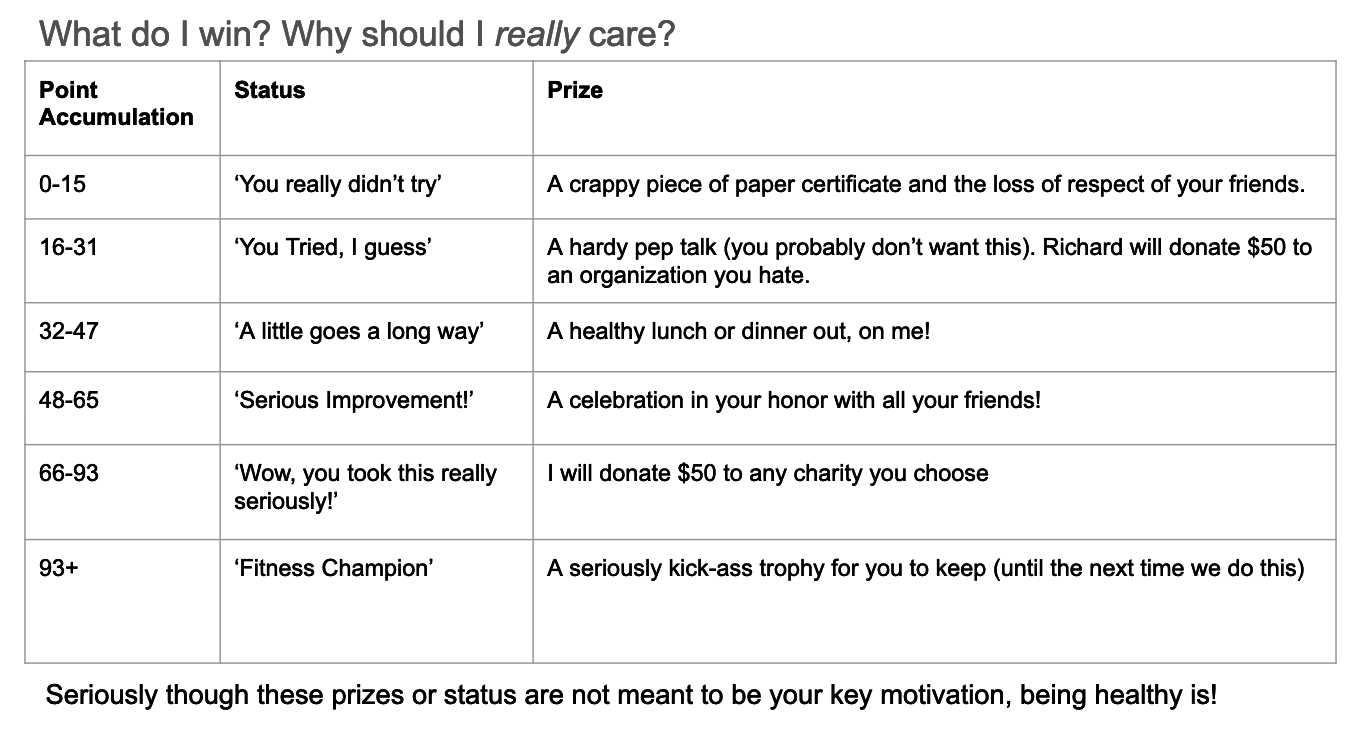 What do I win? Why should I really care?
Point
Accumulation
Status
Prize
0-15
‘You really didn’t try’
A crappy piece of paper certificate and the loss of respect of your friends.
16-31
‘You Tried, I guess’
A hardy pep talk (you probably don’t want this). Richard will donate $50 to
an organization you hate.
32-47
‘A little goes a long way’
A healthy lunch or dinner out, on me!
48-65
‘Serious Improvement!’
A celebration in your honor with all your friends!
66-93
‘Wow, you took this really
seriously!’
I will donate $50 to any charity you choose
93+
‘Fitness Champion’
A seriously kick-ass trophy for you to keep (until the next time we do this)
Seriously though these prizes or status are not meant to be your key motivation, being healthy is!